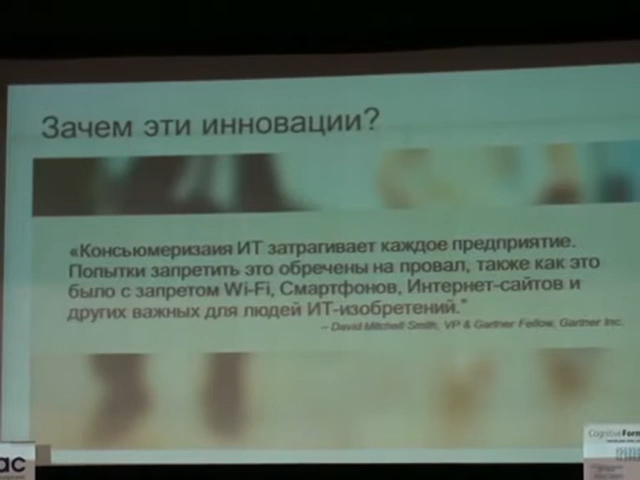 Зачем эти инновации?
«Консьюмеризаия ИТ затрагивает каждое предприятие.
Попытки запретить это обречены на провал, также как это
было с запретом Wi-Fi, Смартфонов, Интернет-сайтов и
других важных для людей ИТ-изобретений."
– David Mitchell Smith, VP & Gartner Fellow, Gartner Inc.
ac
CognitiveForm